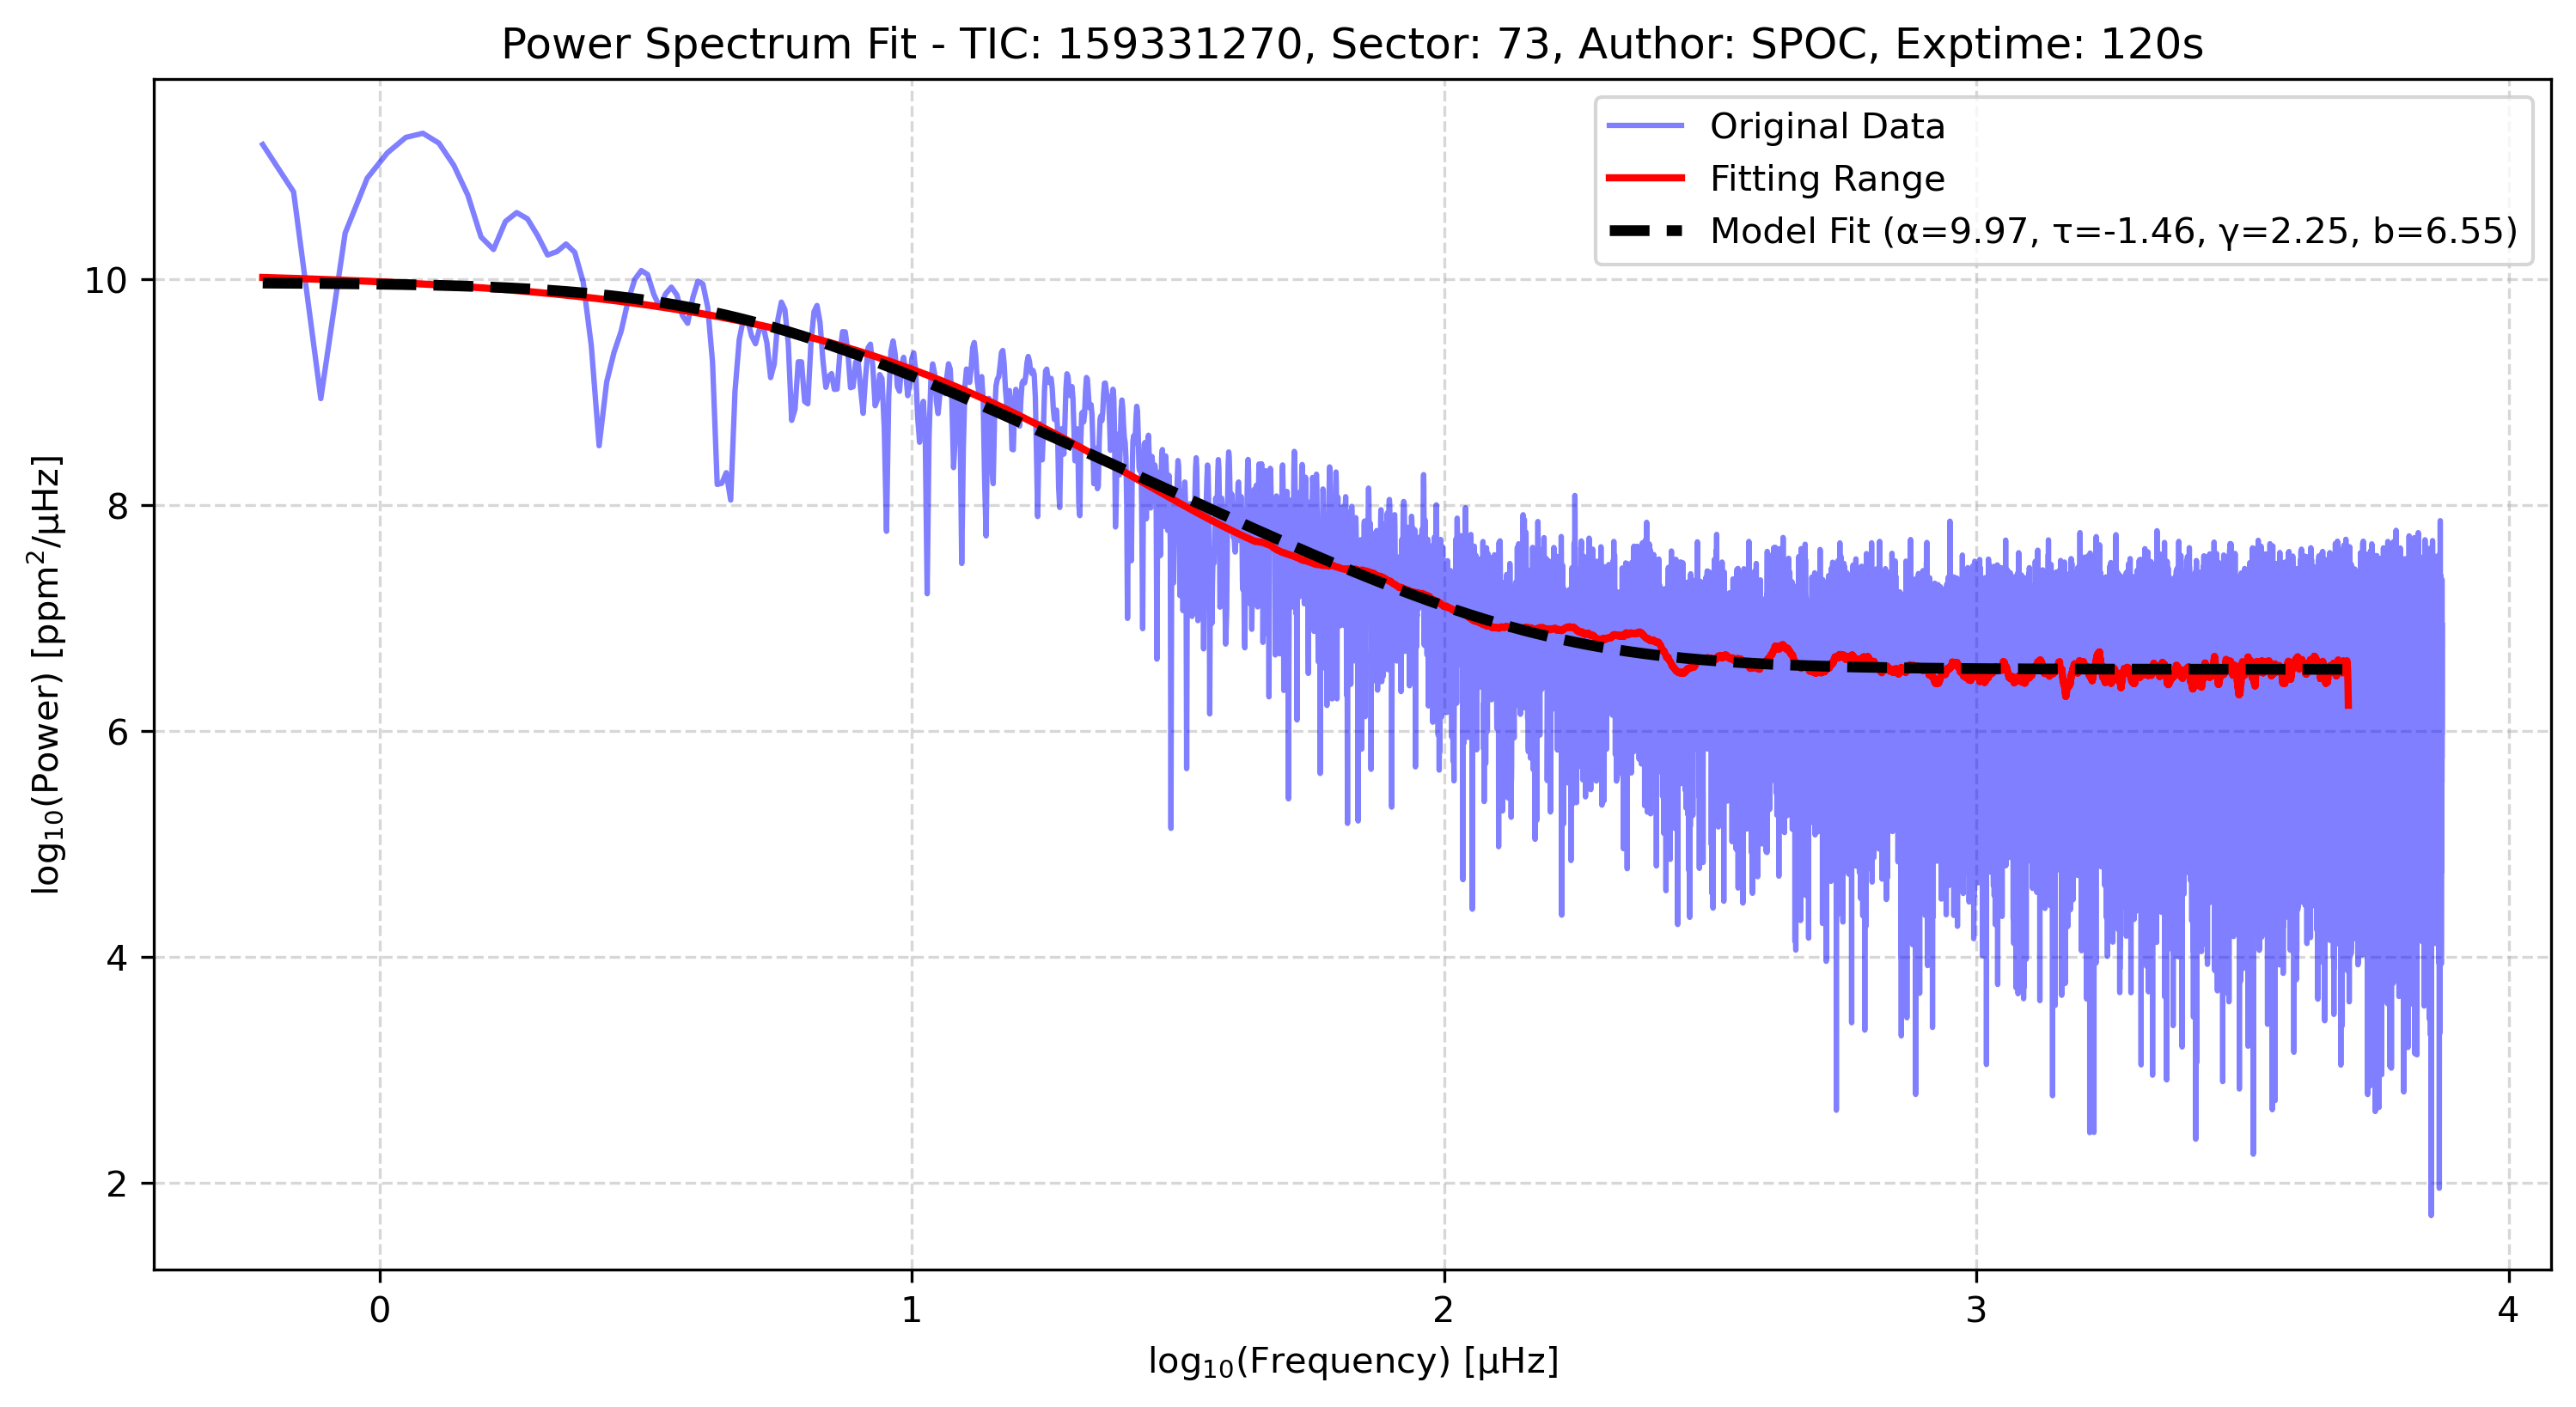 Power Spectrum Fit - TIC: 159331270, Sector: 73, Author: SPOC, Exptime: 120s
Original Data
Fitting Range
Model Fit (α=9.97, τ=-1.46, γ=2.25, b=6.55)
log₁₀(Power) [ppm²/μHz]
10
8
6
4
2
0 1 2 3 4
log₁₀(Frequency) [μHz]